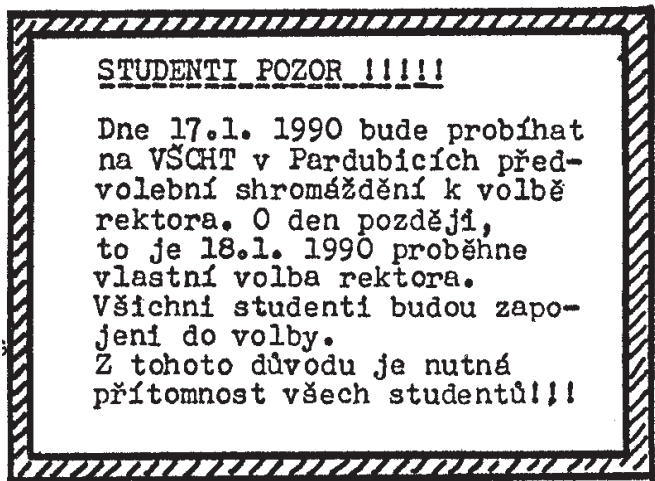 STUDENTI POZOR !!!!!
Dne 17.1. 1990 bude probíhat
na VŠCHT v Pardubicích před-
volební shromáždění k volbě
rektora. O den později,
to je 18.1. 1990 proběhne
vlastní volba rektora.
Všichni studenti budou zapo-
jeni do volby.
Z tohoto důvodu je nutná
přítomnost všech studentů!!!